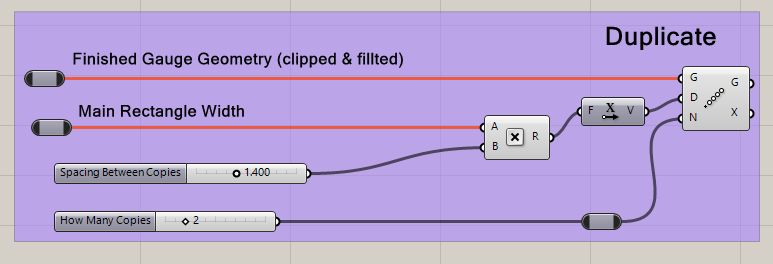 Duplicate
Finished Gauge Geometry (clipped & fillted)
G
D
N
G
X
Main Rectangle Width
A
B
R
F
X
V
Spacing Between Copies
1.400
How Many Copies
2